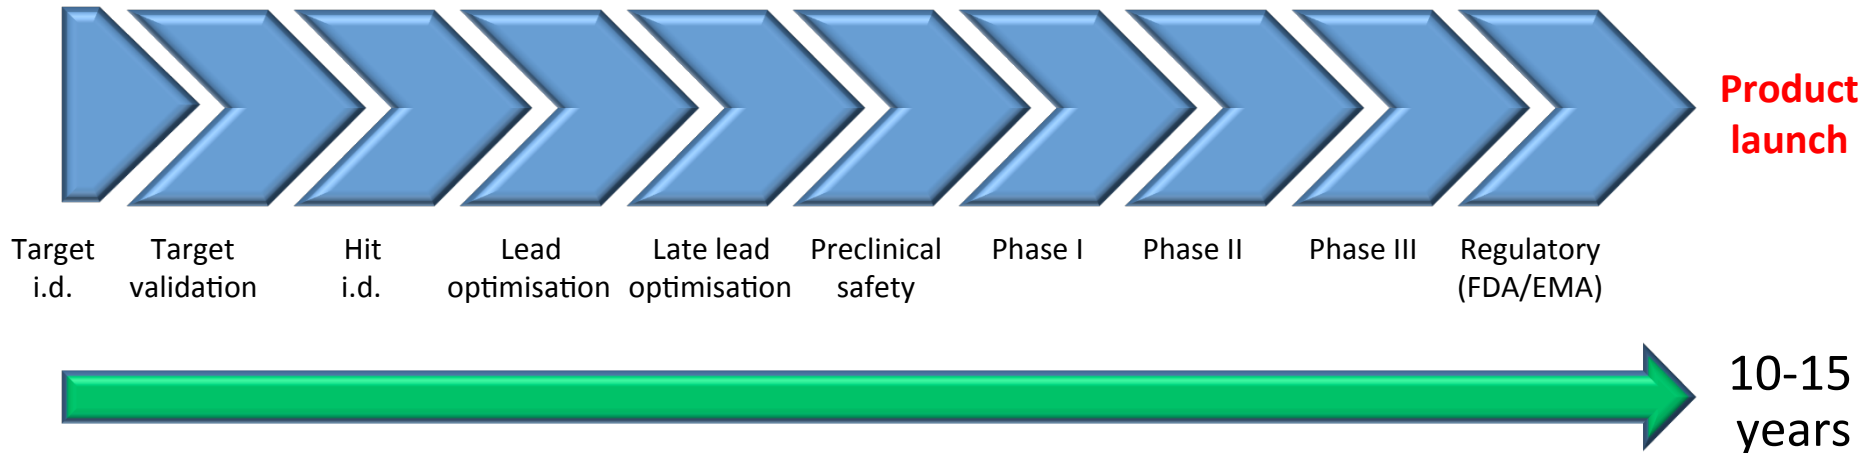 Product
launch
Target
i.d.
Target
validation
Hit
i.d.
Lead
optimisation
Late lead
optimisation
Preclinical
safety
Phase I
Phase II
Phase III
Regulatory
(FDA/EMA)
10-15
years